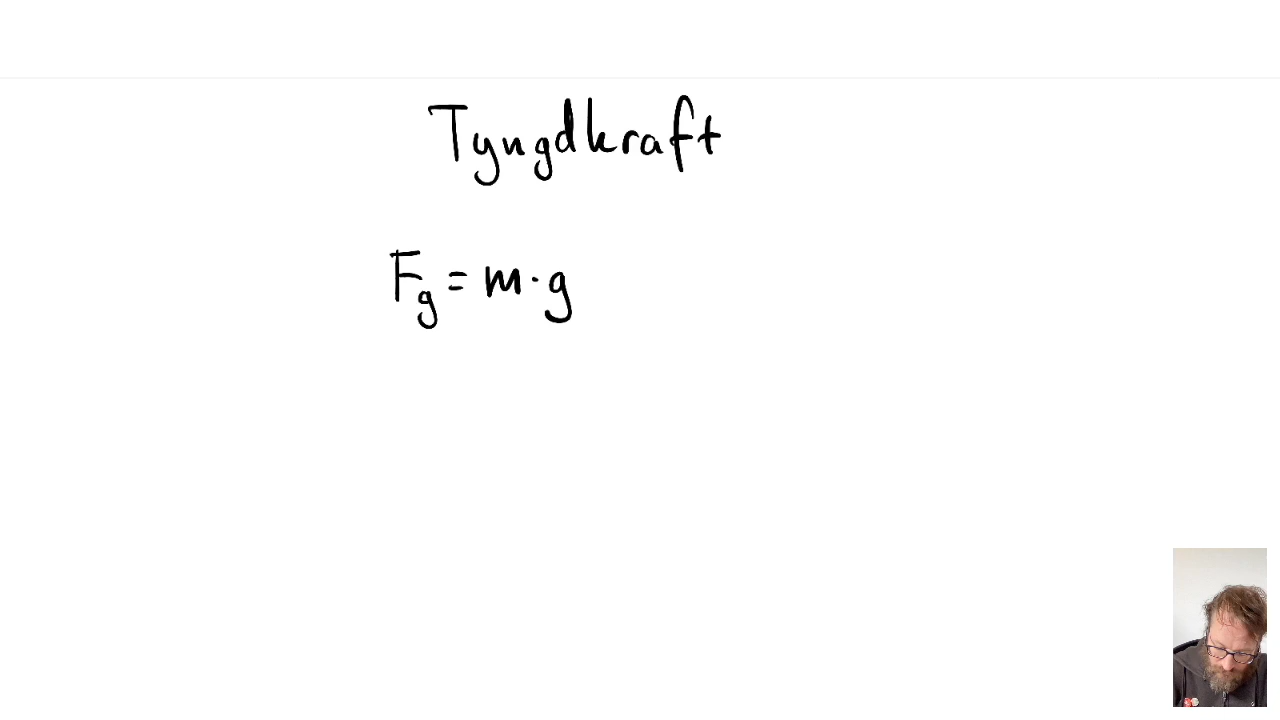 Tyngdkraft
Fg = m · g